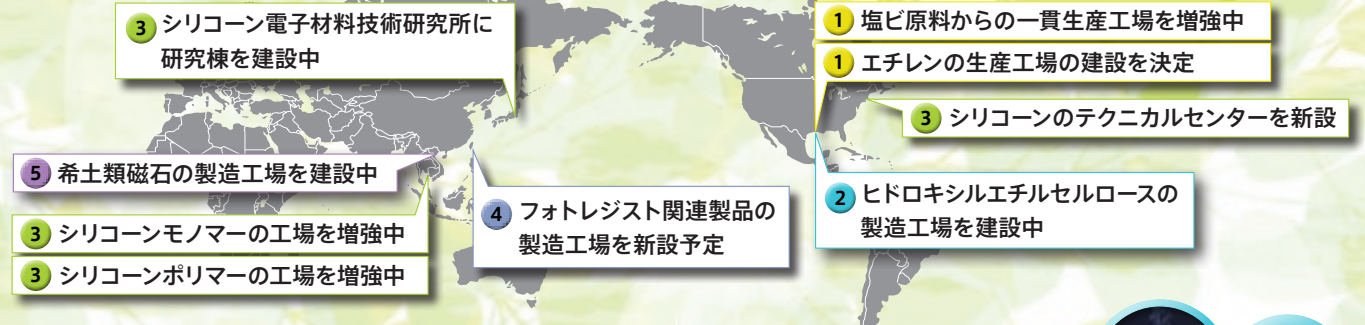 3 シリコーン電子材料技術研究所に
研究棟を建設中
5 希土類磁石の製造工場を建設中
3 シリコーンモノマーの工場を増強中
3 シリコーンポリマーの工場を増強中
4 フォトレジスト関連製品の
製造工場を新設予定
1 塩ビ原料からの一貫生産工場を増強中
1 エチレンの生産工場の建設を決定
3 シリコーンのテクニカルセンターを新設
2 ヒドロキシルエチルセルロースの
製造工場を建設中